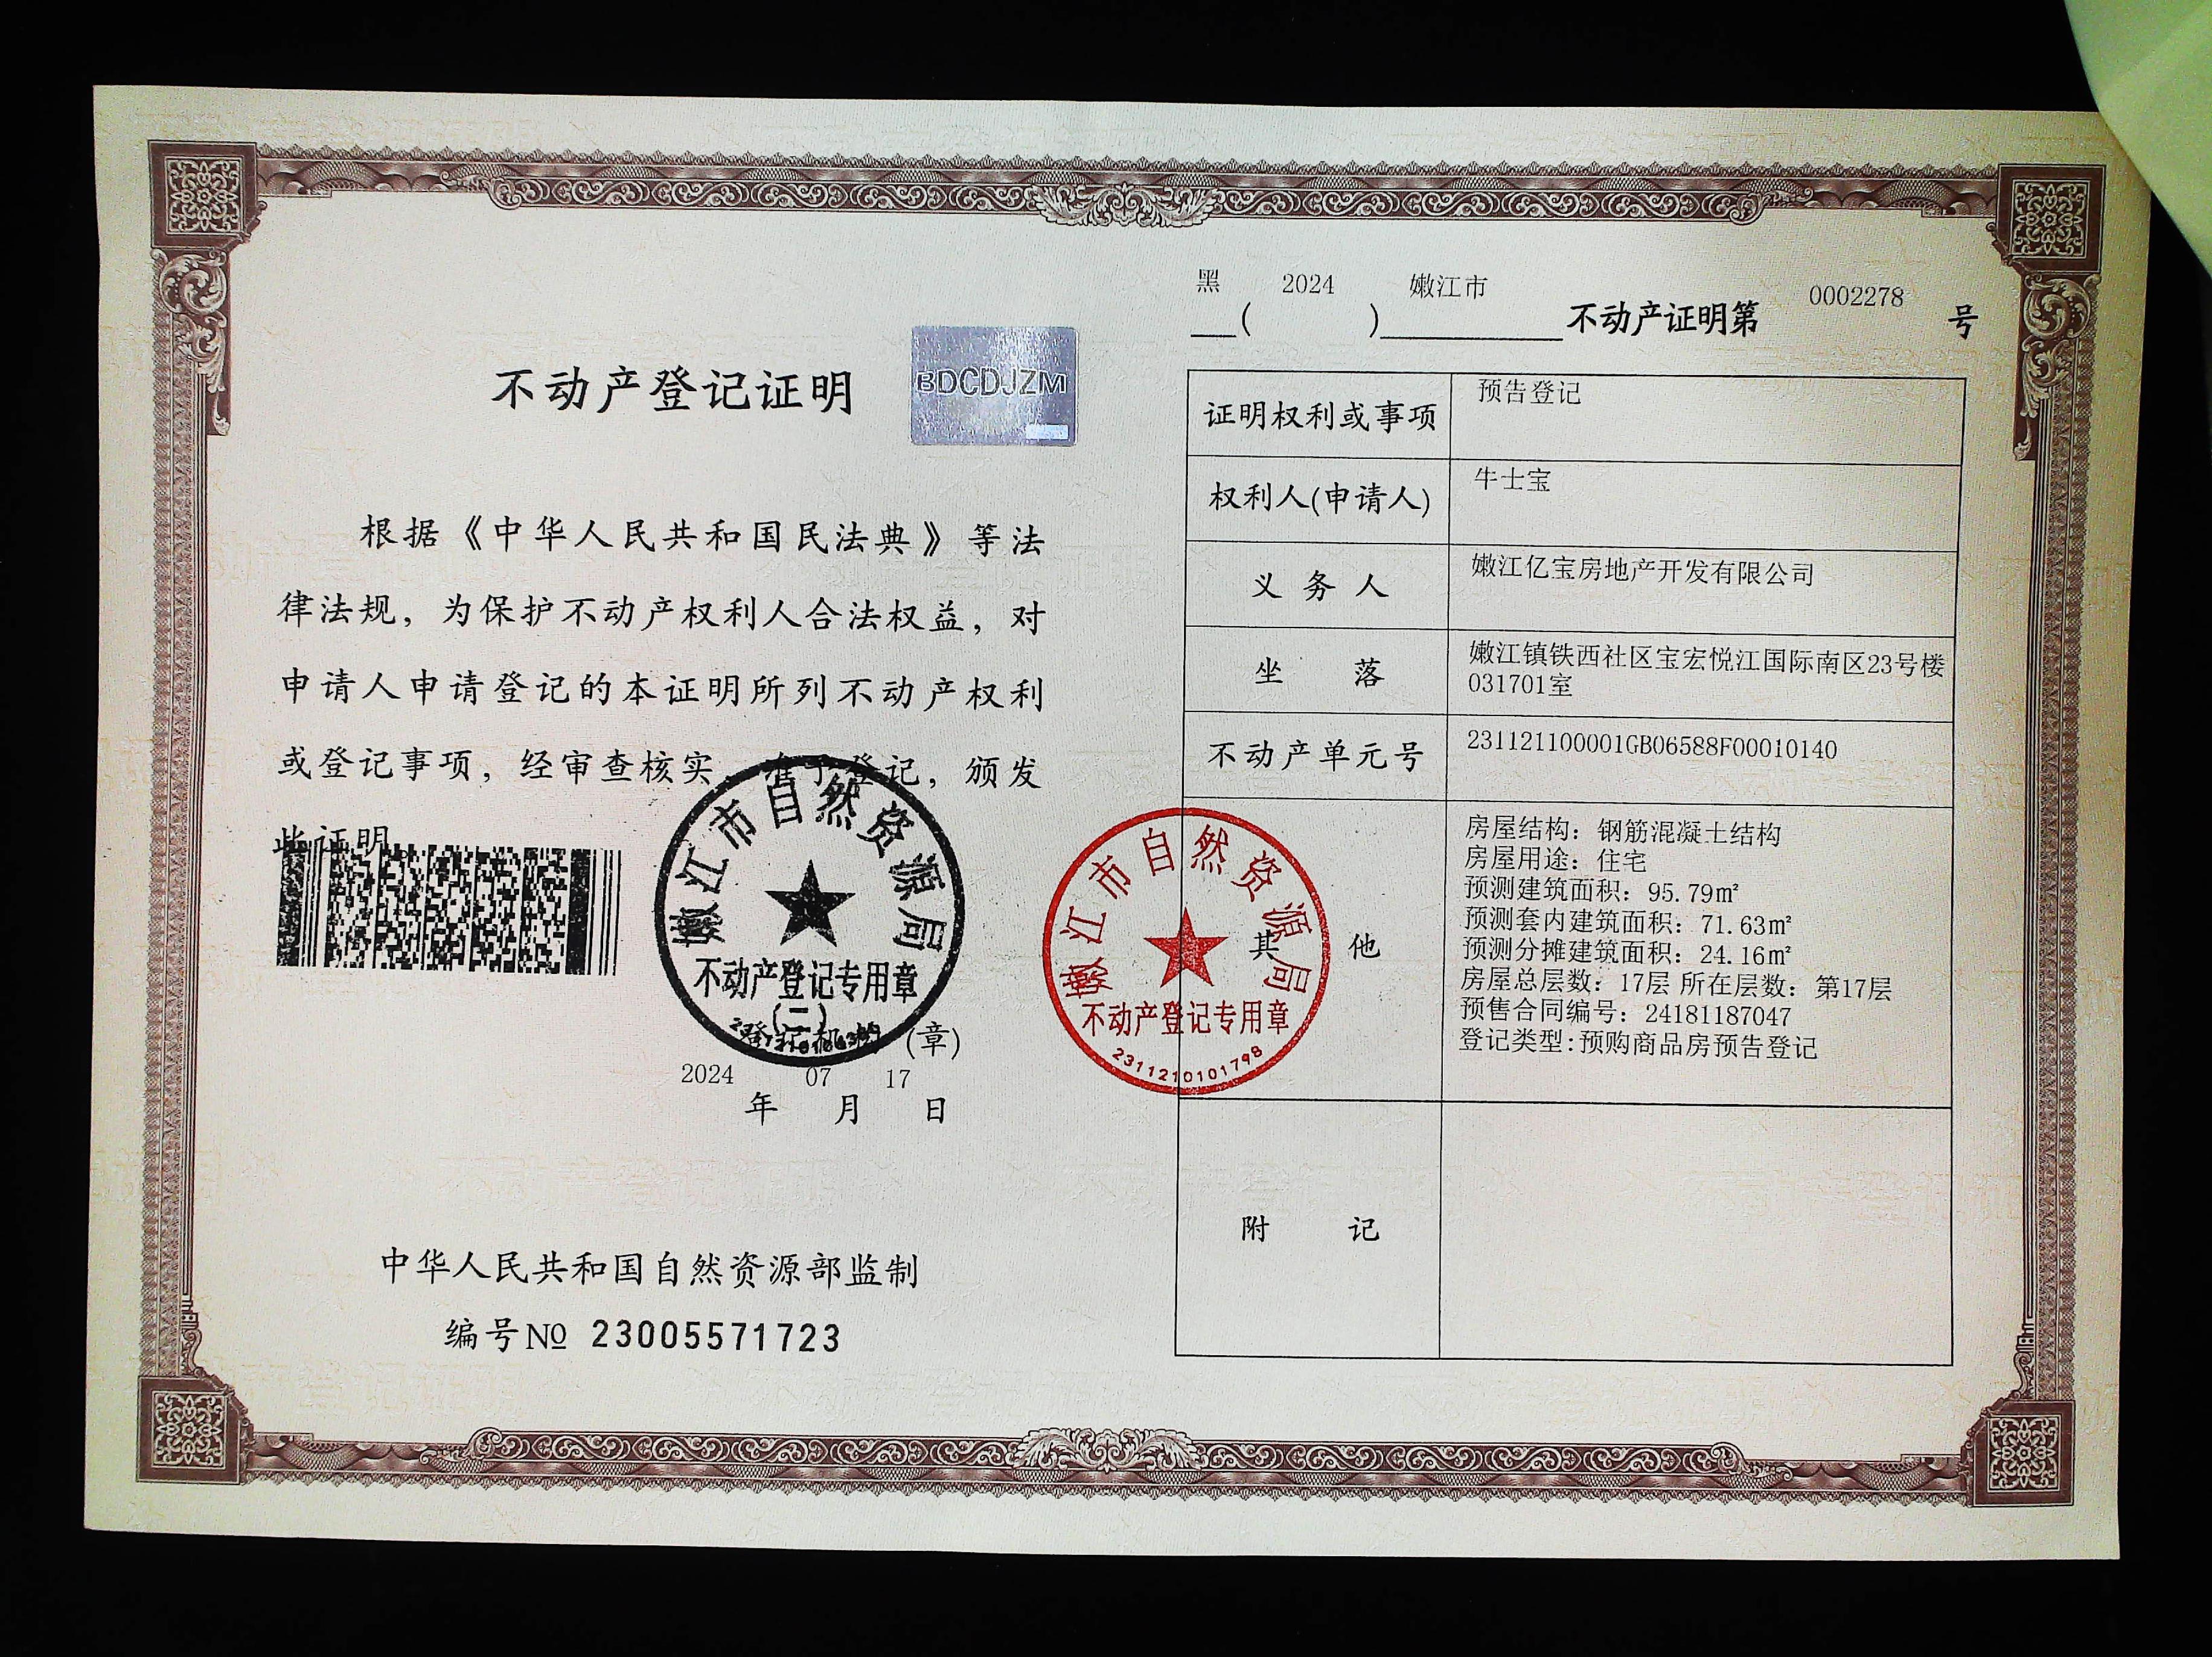 不动产登记证明
BDCDJZM
根据《中华人民共和国民法典》等法
律法规，为保护不动产权利人合法权益，对
申请人申请登记的本证明所列不动产权利
或登记事项，经审查核实，准予登记，颁发
此证明
嫩江市自然资源局
不动产登记专用章
(二)
登记机构 (章)
2024 07 17
年 月 日
中华人民共和国自然资源部监制
编号№ 23005571723
黑 ( 2024 ) 嫩江市 不动产证明第 0002278 号
证明权利或事项 预告登记
权利人(申请人) 牛士宝
义务人 嫩江亿宝房地产开发有限公司
坐落 嫩江镇铁西社区宝宏悦江国际南区23号楼
031701室
不动产单元号 231121100001GB06588F00010140
其他
房屋结构：钢筋混凝土结构
房屋用途：住宅
预测建筑面积：95.79㎡
预测套内建筑面积：71.63㎡
预测分摊建筑面积：24.16㎡
房屋总层数：17层 所在层数：第17层
预售合同编号：24181187047
登记类型:预购商品房预告登记
嫩江市自然资源局
不动产登记专用章
2311210101798
附记